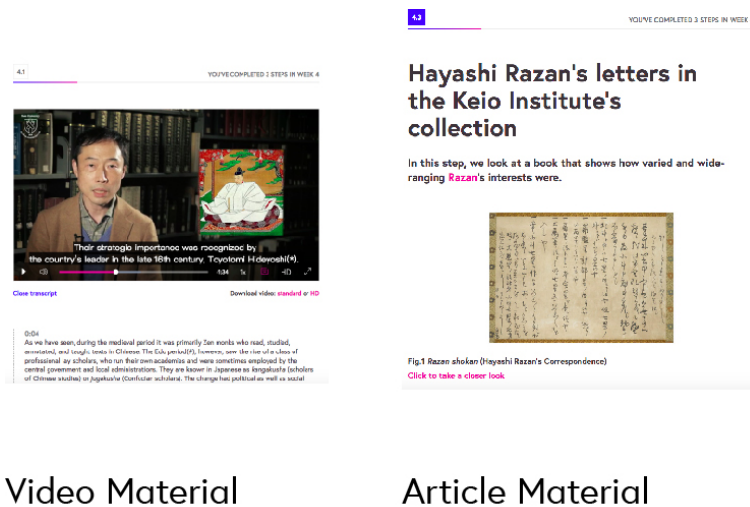 4.1
YOU'VE COMPLETED 3 STEPS IN WEEK 4
Their strategic importance was recognized by
the country's leader in the late 16th century, Toyotomi Hideyoshi(*).
-1:34 1x
Close transcript
Download video: standard or HD
0:04
As we have seen, during the medieval period it was primarily Zen monks who read, studied,
annotated, and taught texts in Chinese. The Edo period(*), however, saw the rise of a class of
professional lay scholars, who run their own academies and were sometimes employed by the
central government and local administrations. They are known in Japanese as kangakusha (scholars
of Chinese studies) or jugakusha (Confucian scholars). The change has political as well as social
Video Material
4.3
YOU'VE COMPLETED 3 STEPS IN WEEK
Hayashi Razan's letters in
the Keio Institute's
collection
In this step, we look at a book that shows how varied and wide-
ranging Razan's interests were.
Fig.1 Razan shokan (Hayashi Razan's Correspondence)
Click to take a closer look
Article Material